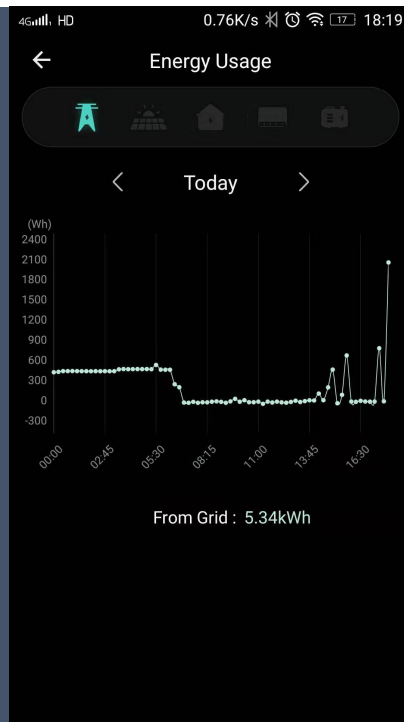 4G HD 0.76K/s 17 18:19
Energy Usage
Today
(Wh)
2400
2100
1800
1500
1200
900
600
300
0
-300
00:00 02:45 05:30 08:15 11:00 13:45 16:30
From Grid : 5.34kWh